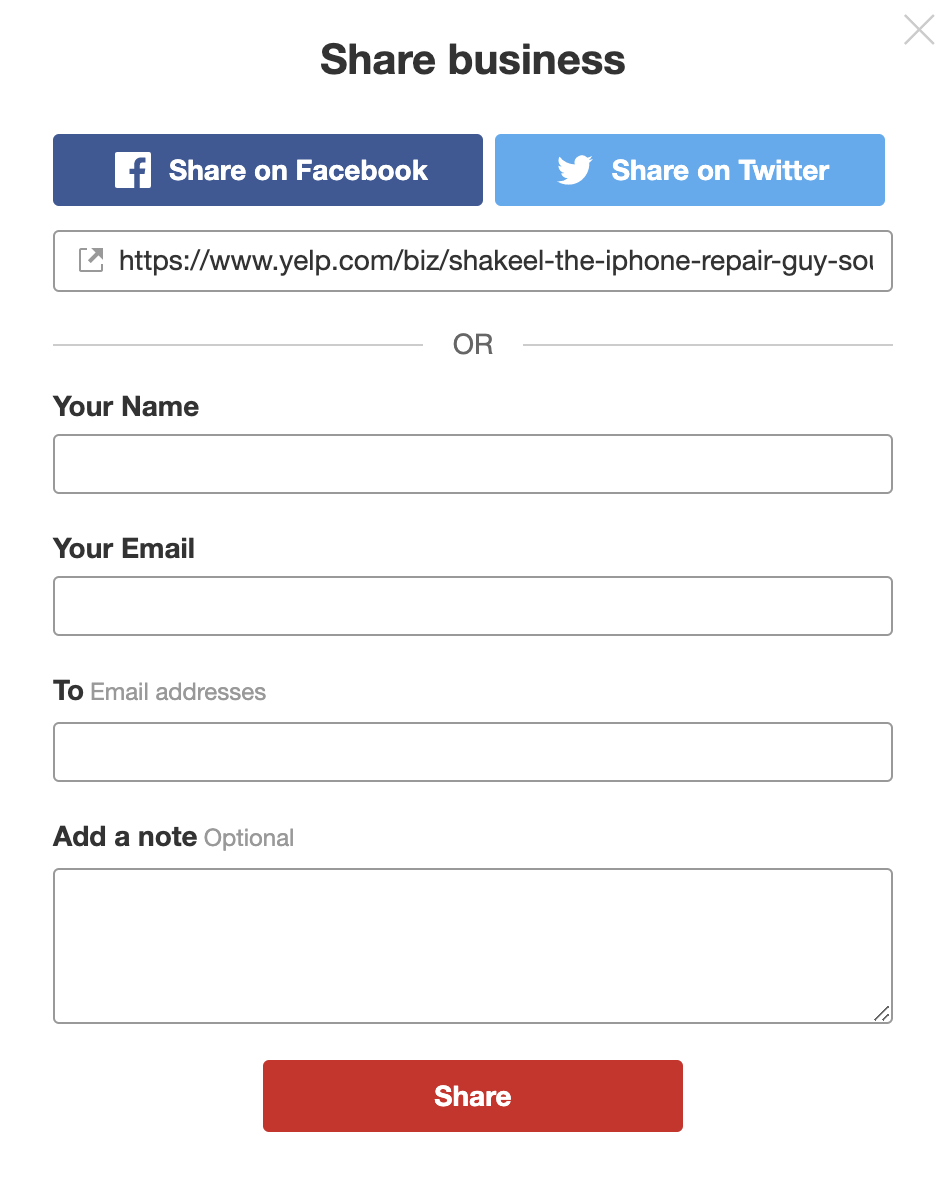 Share business
Share on Facebook
Share on Twitter
https://www.yelp.com/biz/shakeel-the-iphone-repair-guy-sou
OR
Your Name
Your Email
To Email addresses
Add a note Optional
Share